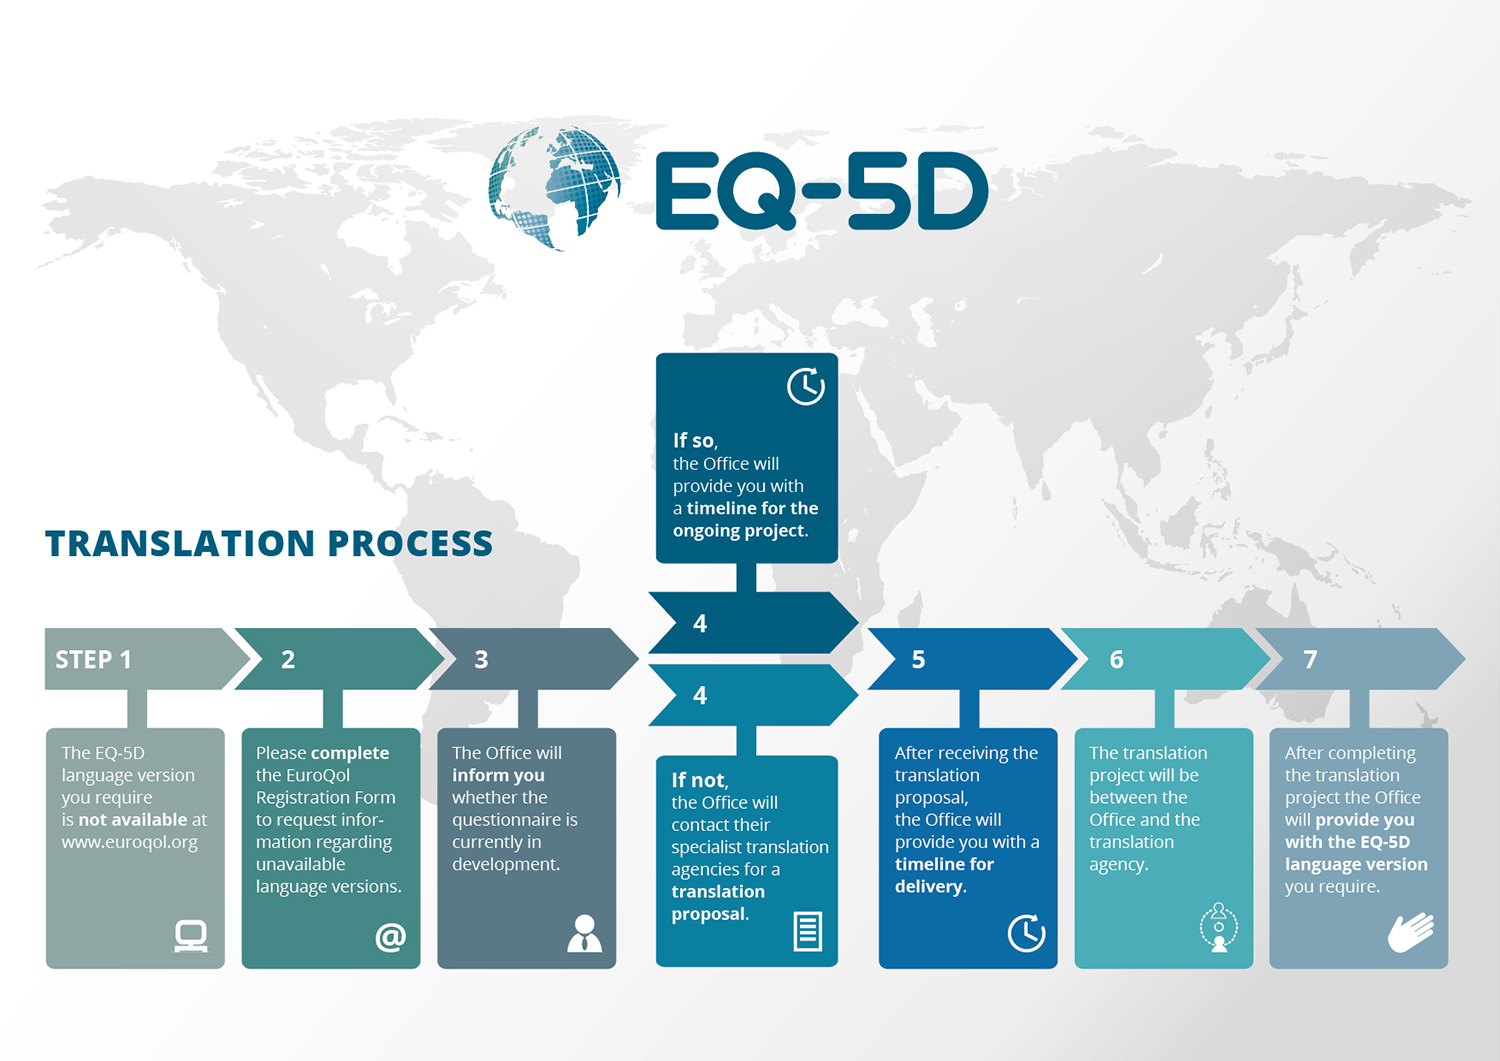 EQ-5D
If so,
the Office will
provide you with
a timeline for the
ongoing project.
TRANSLATION PROCESS
STEP 1
2
3
4
4
5
6
7
The EQ-5D
language version
you require
is not available at
www.euroqol.org
Please complete
the EuroQol
Registration Form
to request infor-
mation regarding
unavailable
language versions.
The Office will
inform you
whether the
questionnaire is
currently in
development.
If not,
the Office will
contact their
specialist translation
agencies for a
translation
proposal.
After receiving the
translation
proposal,
the Office will
provide you with a
timeline for
delivery.
The translation
project will be
between the
Office and the
translation
agency.
After completing
the translation
project the Office
will provide you
with the EQ-5D
language version
you require.
@